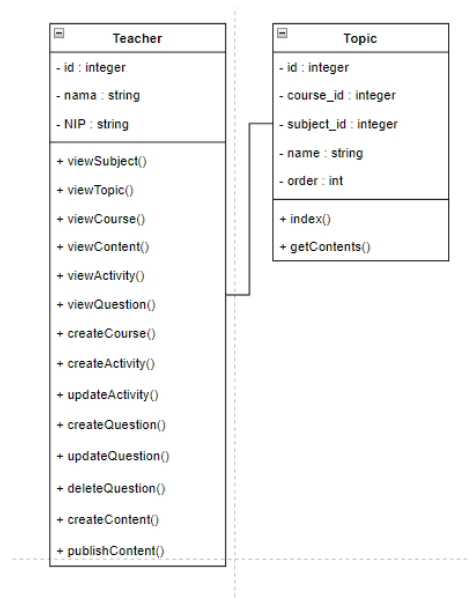 Teacher
- id : integer
- nama : string
- NIP : string
+ viewSubject()
+ viewTopic()
+ viewCourse()
+ viewContent()
+ viewActivity()
+ viewQuestion()
+ createCourse()
+ createActivity()
+ updateActivity()
+ createQuestion()
+ updateQuestion()
+ deleteQuestion()
+ createContent()
+ publishContent()
Topic
- id : integer
- course_id : integer
- subject_id : integer
- name : string
- order : int
+ index()
+ getContents()